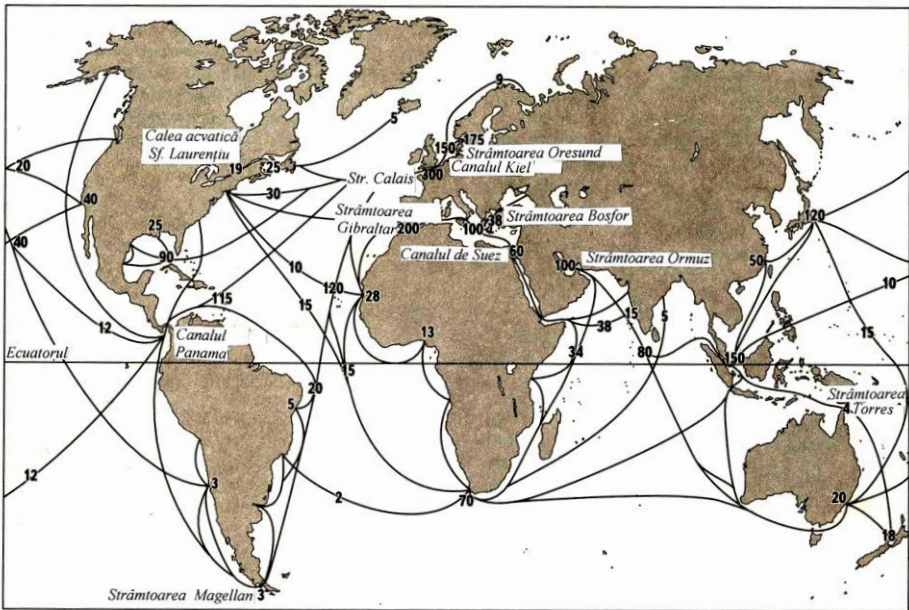 9
5
Calea acvatică
Sf. Laurențiu
150
175
Strâmtoarea Oresund
Canalul Kiel
20
19
25
Str. Calais
300
40
30
Strâmtoarea
Gibraltar
200
100
38
Strâmtoarea Bosfor
120
40
25
90
Canalul de Suez
60
100
Strâmtoarea Ormuz
50
10
10
120
28
115
15
12
13
38
15
5
15
Canalul
Panama
Ecuatorul
15
34
80
150
20
5
Strâmtoarea
Torres
4
12
3
2
70
20
18
Strâmtoarea Magellan
3